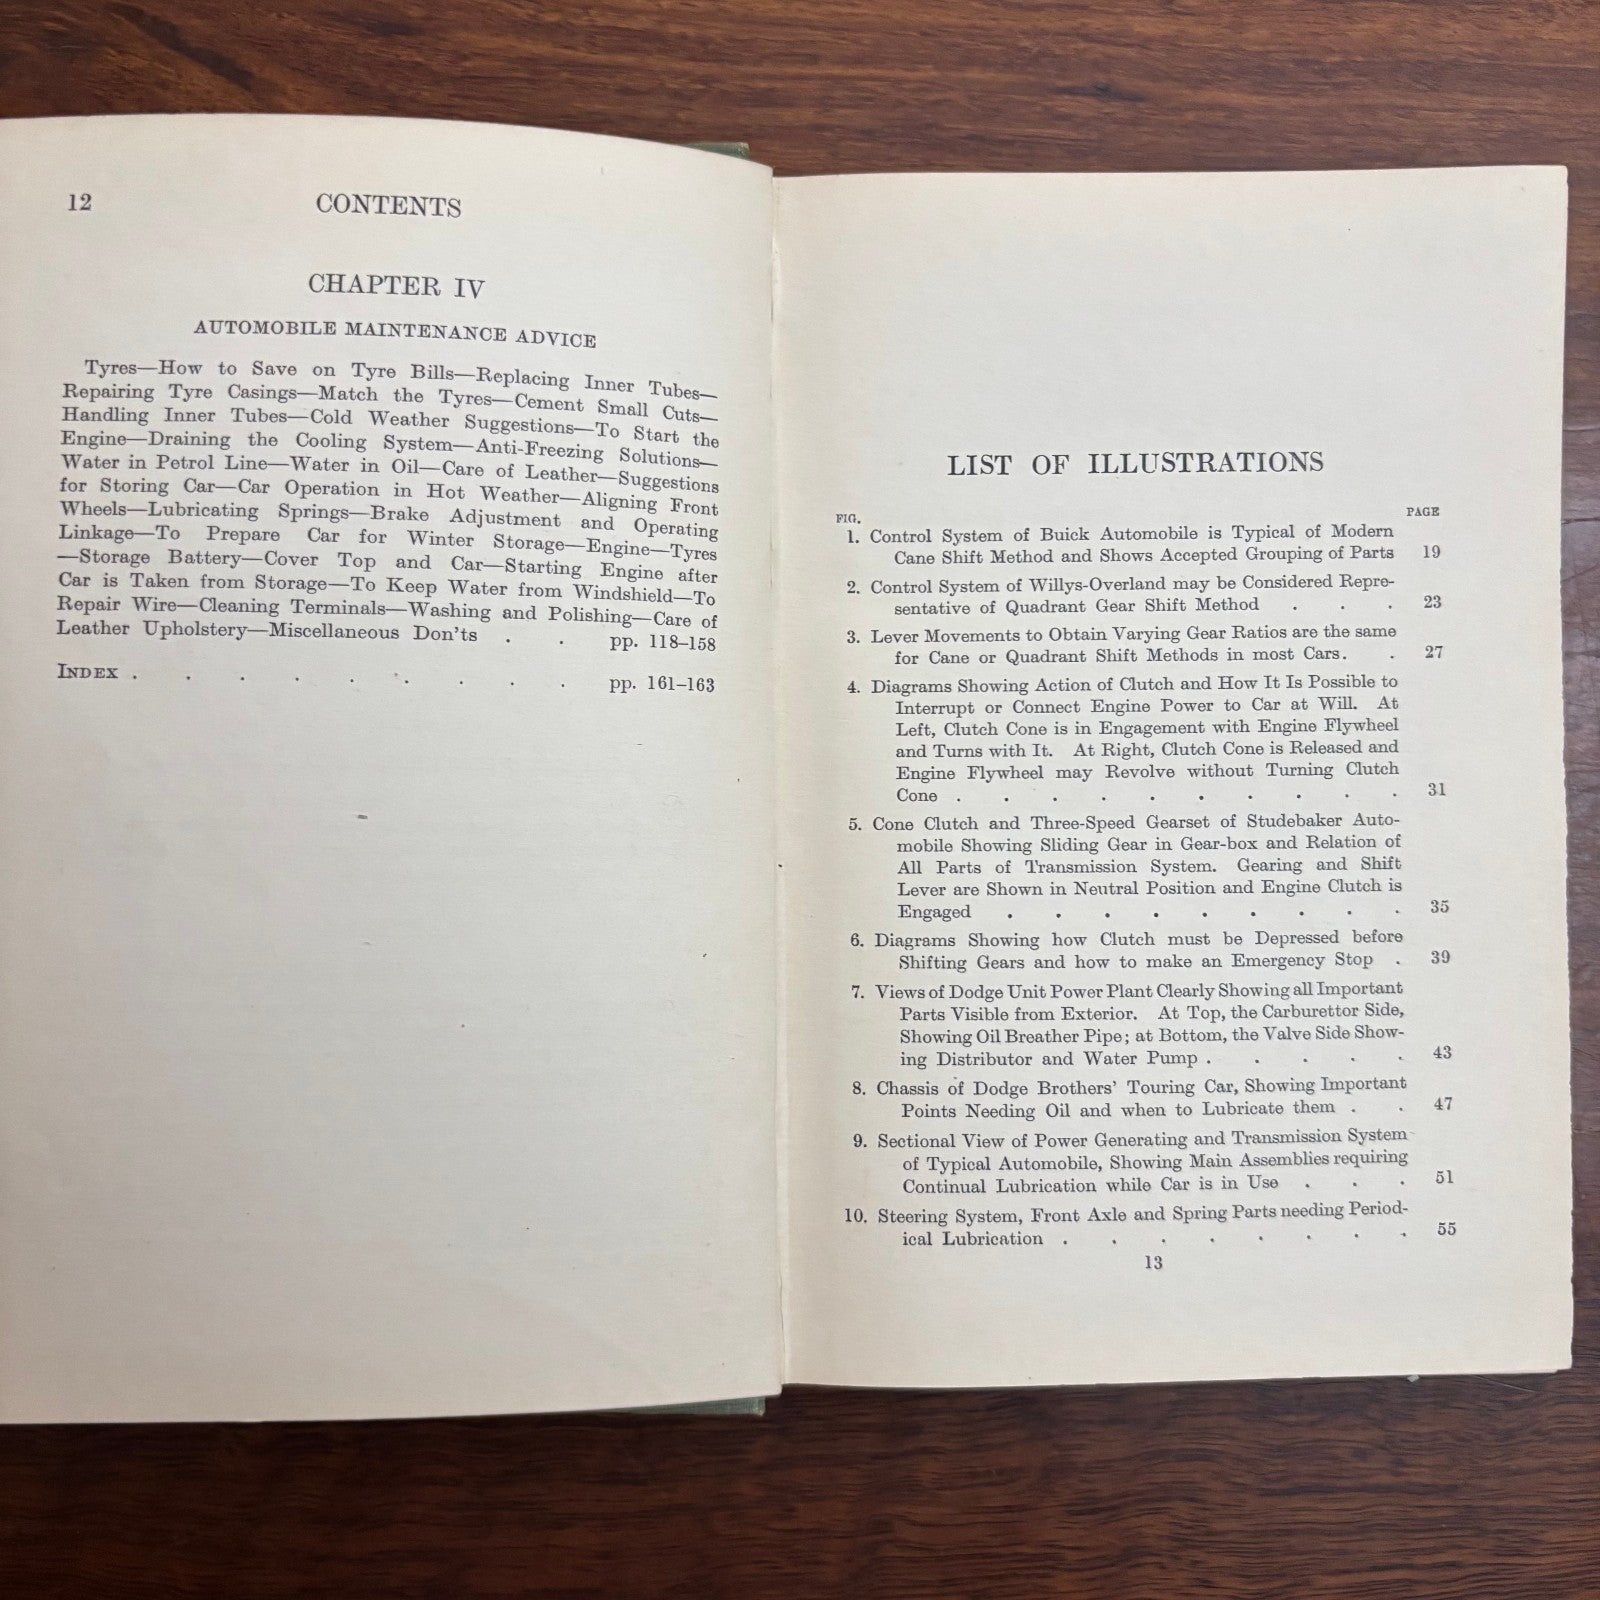 12
CONTENTS
CHAPTER IV
AUTOMOBILE MAINTENANCE ADVICE
Tyres—How to Save on Tyre Bills—Replacing Inner Tubes—
Repairing Tyre Casings—Match the Tyres—Cement Small Cuts—
Handling Inner Tubes—Cold Weather Suggestions—To Start the
Engine—Draining the Cooling System—Anti-Freezing Solutions—
Water in Petrol Line—Water in Oil—Care of Leather—Suggestions
for Storing Car—Car Operation in Hot Weather—Aligning Front
Wheels—Lubricating Springs—Brake Adjustment and Operating
Linkage—To Prepare Car for Winter Storage—Engine—Tyres
—Storage Battery—Cover Top and Car—Starting Engine after
Car is Taken from Storage—To Keep Water from Windshield—To
Repair Wire—Cleaning Terminals—Washing and Polishing—Care of
Leather Upholstery—Miscellaneous Don'ts . . pp. 118–158
INDEX . . . . . . . . . pp. 161–163
LIST OF ILLUSTRATIONS
FIG. PAGE
1. Control System of Buick Automobile is Typical of Modern
Cane Shift Method and Shows Accepted Grouping of Parts 19
2. Control System of Willys-Overland may be Considered Repre-
sentative of Quadrant Gear Shift Method . . . 23
3. Lever Movements to Obtain Varying Gear Ratios are the same
for Cane or Quadrant Shift Methods in most Cars. . 27
4. Diagrams Showing Action of Clutch and How It Is Possible to
Interrupt or Connect Engine Power to Car at Will. At
Left, Clutch Cone is in Engagement with Engine Flywheel
and Turns with It. At Right, Clutch Cone is Released and
Engine Flywheel may Revolve without Turning Clutch
Cone . . . . . . . . . . 31
5. Cone Clutch and Three-Speed Gearset of Studebaker Auto-
mobile Showing Sliding Gear in Gear-box and Relation of
All Parts of Transmission System. Gearing and Shift
Lever are Shown in Neutral Position and Engine Clutch is
Engaged . . . . . . . . . 35
6. Diagrams Showing how Clutch must be Depressed before
Shifting Gears and how to make an Emergency Stop . 39
7. Views of Dodge Unit Power Plant Clearly Showing all Important
Parts Visible from Exterior. At Top, the Carburettor Side,
Showing Oil Breather Pipe; at Bottom, the Valve Side Show-
ing Distributor and Water Pump . . . . . 43
8. Chassis of Dodge Brothers' Touring Car, Showing Important
Points Needing Oil and when to Lubricate them . . 47
9. Sectional View of Power Generating and Transmission System
of Typical Automobile, Showing Main Assemblies requiring
Continual Lubrication while Car is in Use . . . 51
10. Steering System, Front Axle and Spring Parts needing Period-
ical Lubrication . . . . . . . . 55
13